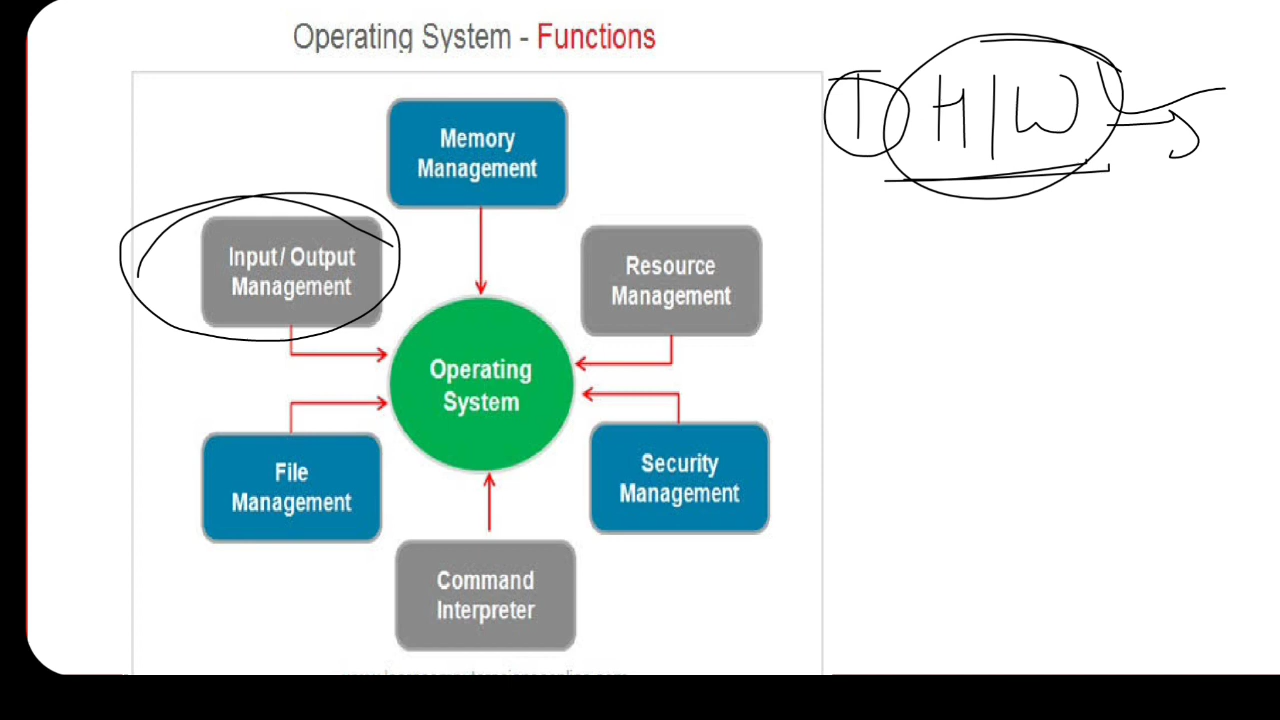 Operating System - Functions
Memory
Management
Input / Output
Management
Resource
Management
Operating
System
File
Management
Security
Management
Command
Interpreter
I H/W